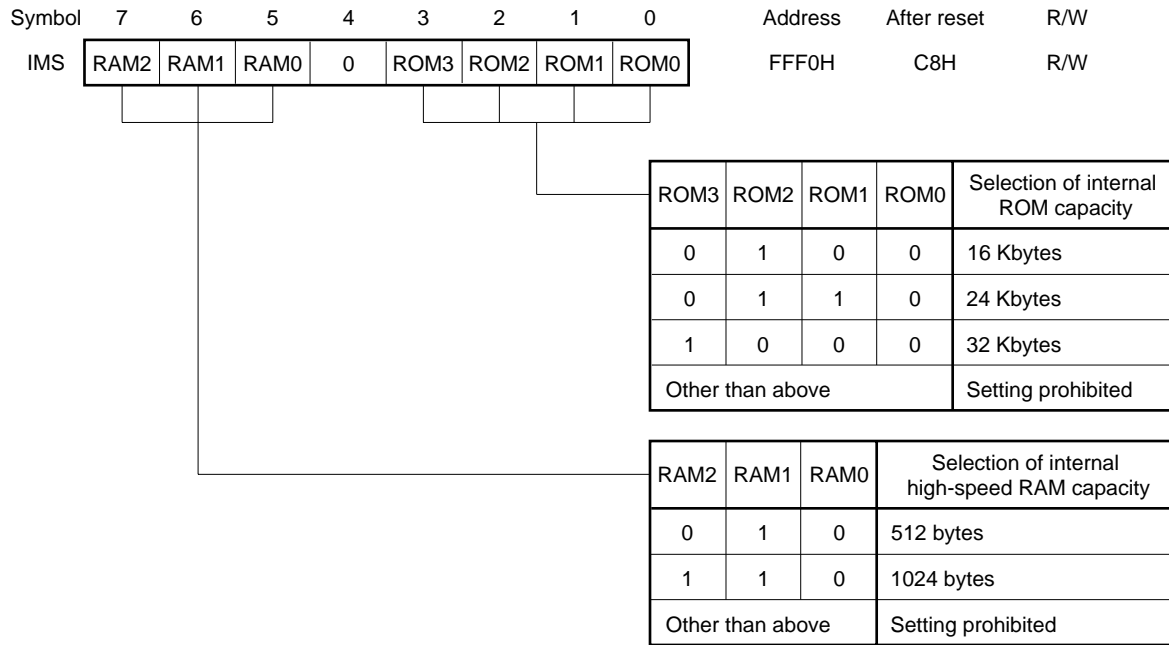 Symbol 7 6 5 4 3 2 1 0 Address After reset R/W
IMS RAM2 RAM1 RAM0 0 ROM3 ROM2 ROM1 ROM0 FFF0H C8H R/W
ROM3 ROM2 ROM1 ROM0 Selection of internal
ROM capacity
0 1 0 0 16 Kbytes
0 1 1 0 24 Kbytes
1 0 0 0 32 Kbytes
Other than above Setting prohibited
RAM2 RAM1 RAM0 Selection of internal
high-speed RAM capacity
0 1 0 512 bytes
1 1 0 1024 bytes
Other than above Setting prohibited